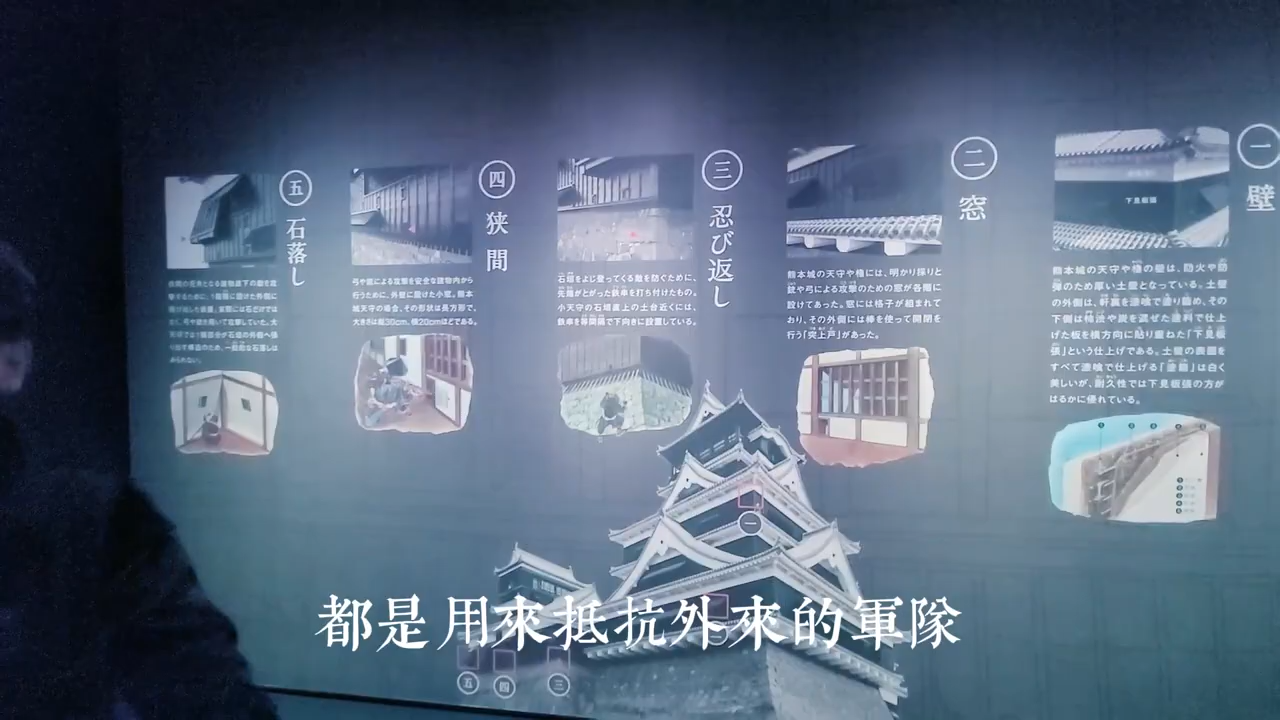 一
壁
下見板張
熊本城の天守や櫓の壁は、防火や防
弾のため厚い土壁となっている。土壁
の外側は、軒裏を漆喰で塗り籠め、その
下側は柿渋や炭を混ぜた塗料で仕上
げた板を横方向に貼り重ねた「下見板
張」という仕上げである。土壁の表面を
すべて漆喰で仕上げる「塗籠」は白く
美しいが、耐久性では下見板張の方が
はるかに優れている。
二
窓
熊本城の天守や櫓には、明かり採りと
銃や弓による攻撃のための窓が各階に
設けてあった。窓には格子が組まれて
おり、その外側には棒を使って開閉を
行う「突上戸」があった。
三
忍び返し
石垣をよじ登ってくる敵を防ぐために、
先端がとがった鉄串を打ち付けたもの。
小天守の石垣最上の土台近くには、
鉄串を等間隔で下向きに設置している。
四
狭間
弓や銃による攻撃を安全な建物内から
行うために、外壁に設けた小窓。熊本
城天守の場合、その形状は長方形で、
大きさは縦30cm、横20cmほどである。
五
石落し
一
五
四
三
都是用來抵抗外來的軍隊